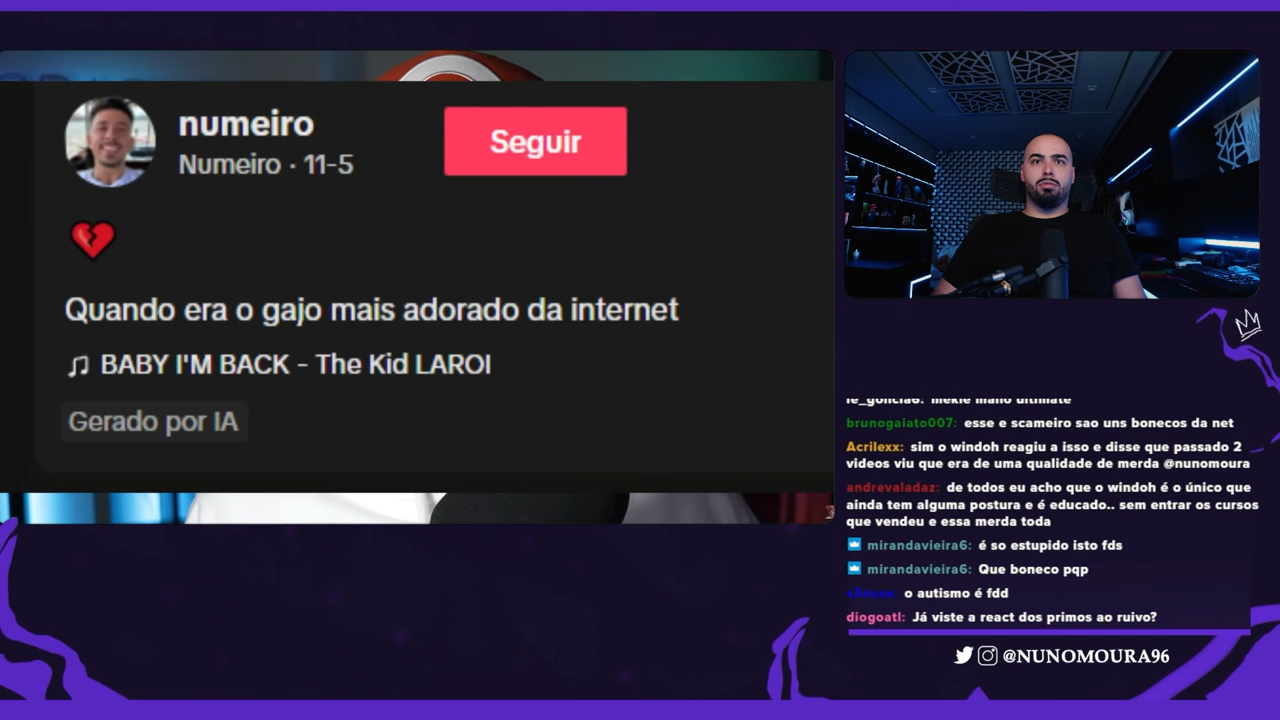 numeiro
Seguir
Numeiro · 11-5
Quando era o gajo mais adorado da internet
BABY I'M BACK - The Kid LAROI
Gerado por IA
mekie mano ultimate
brunogaiato007: esse e scameiro sao uns bonecos da net
Acrilexx: sim o windoh reagiu a isso e disse que passado 2
videos viu que era de uma qualidade de merda @nunomoura
andrevaladaz: de todos eu acho que o windoh é o único que
ainda tem alguma postura e é educado.. sem entrar os cursos
que vendeu e essa merda toda
mirandavieira6: é so estupido isto fds
mirandavieira6: Que boneco pqp
o autismo é fdd
diogoatl: Já viste a react dos primos ao ruivo?
@NUNOMOURA96